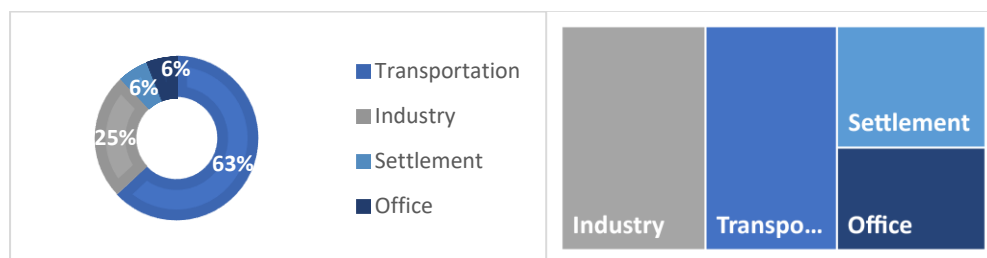 6%
6%
25%
63%
Transportation
Industry
Settlement
Office
Settlement
Industry
Transpo...
Office